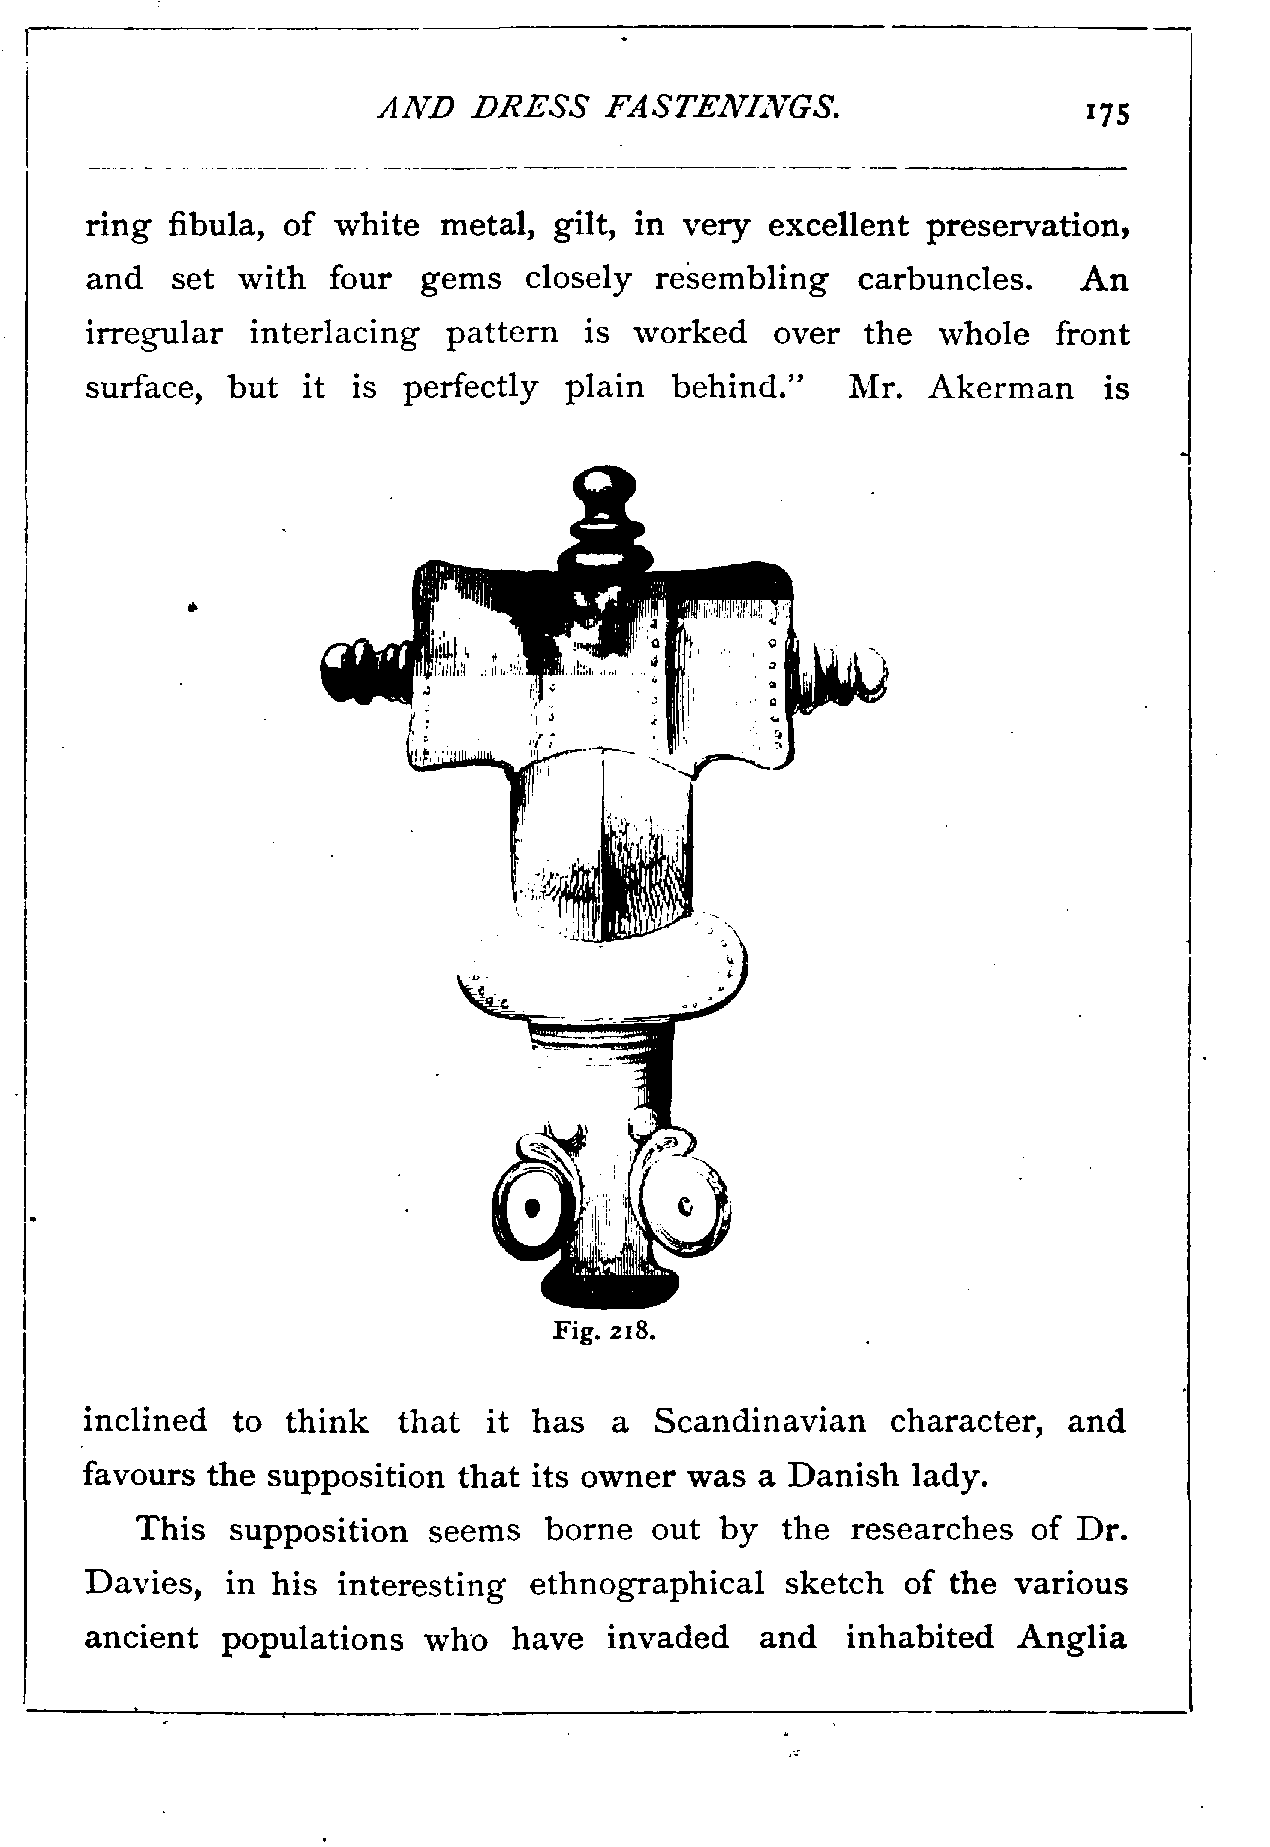 AND DRESS FASTENINGS. 175
ring fibula, of white metal, gilt, in very excellent preservation,
and set with four gems closely resembling carbuncles. An
irregular interlacing pattern is worked over the whole front
surface, but it is perfectly plain behind.” Mr. Akerman is
Fig. 218.
inclined to think that it has a Scandinavian character, and
favours the supposition that its owner was a Danish lady.
This supposition seems borne out by the researches of Dr.
Davies, in his interesting ethnographical sketch of the various
ancient populations who have invaded and inhabited Anglia